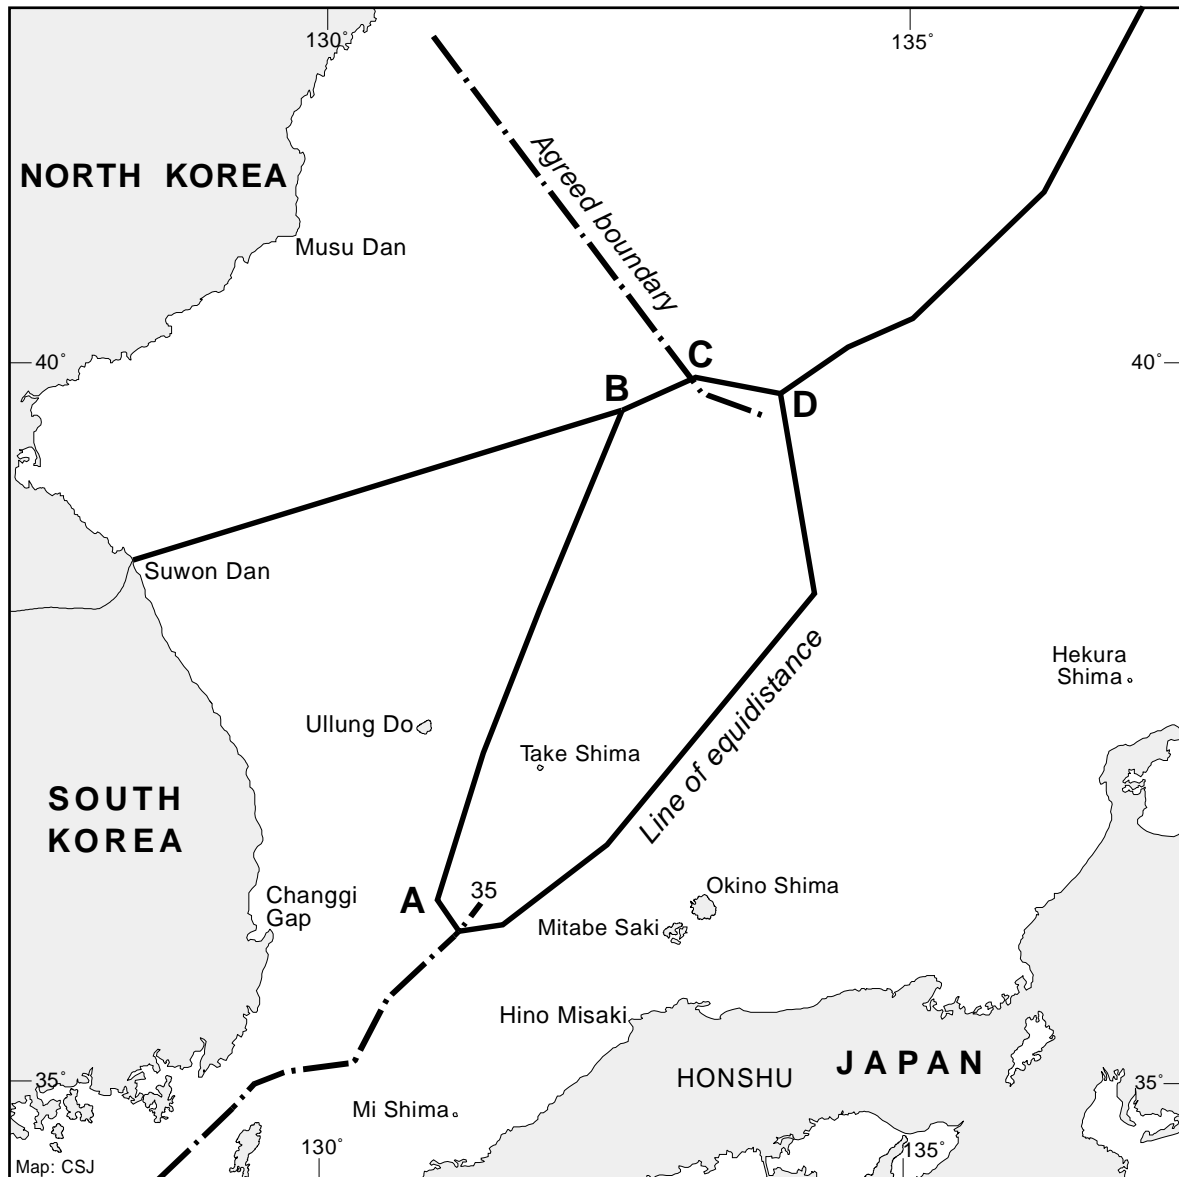 130°
135°
Agreed boundary
NORTH KOREA
Musu Dan
C
40°
40°
B
D
Suwon Dan
Line of equidistance
Hekura
Shima
Ullung Do
Take Shima
SOUTH
KOREA
A
35
Okino Shima
Changgi
Gap
Mitabe Saki
Hino Misaki
JAPAN
HONSHU
35°
35°
Mi Shima
130°
135°
Map: CSJ